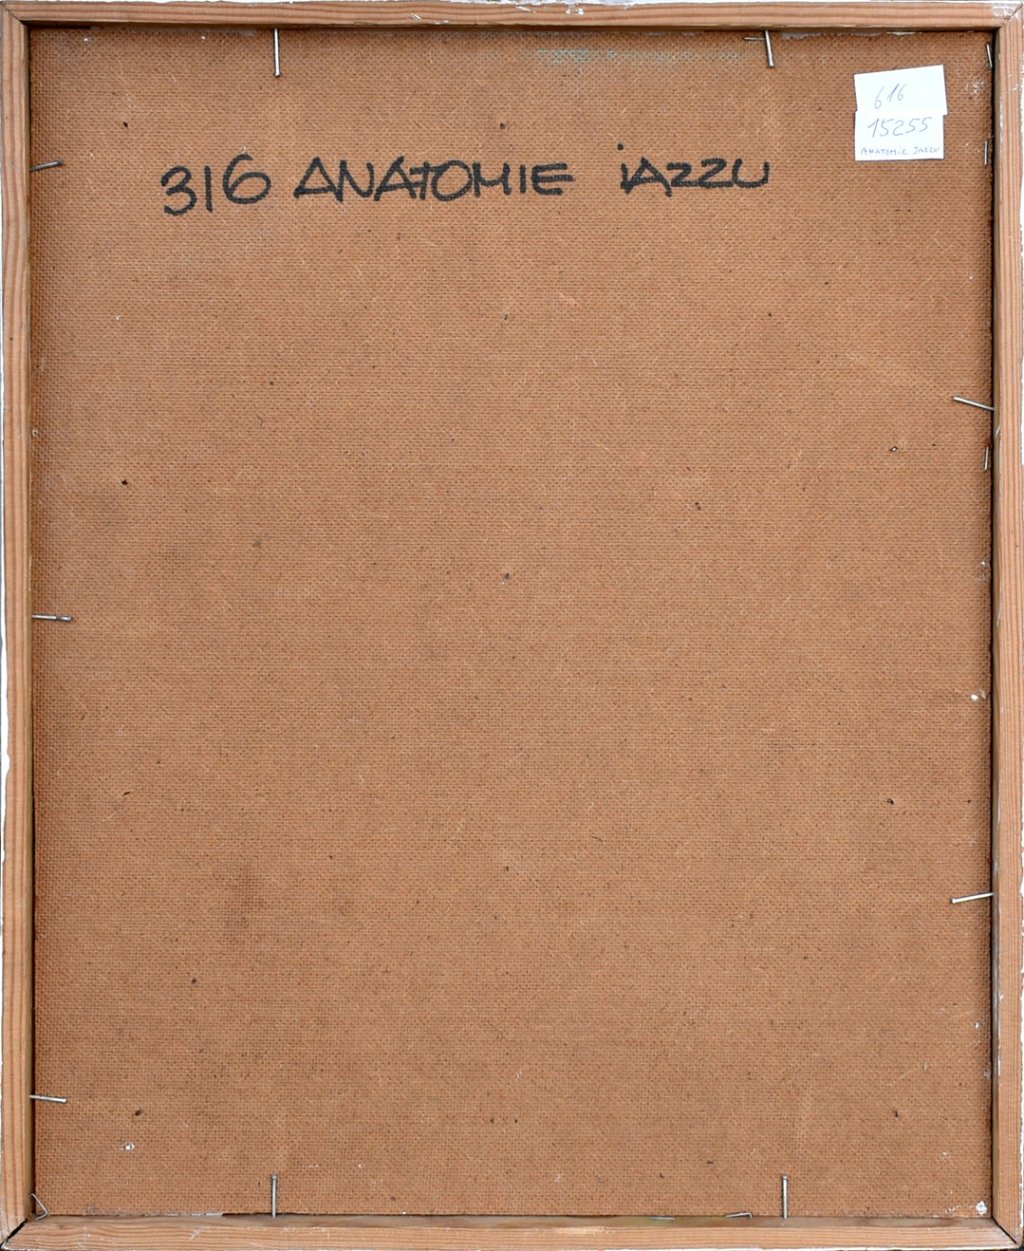 316 ANATOMIE jAZZU
616
15255
ANATOMIE JAZZU